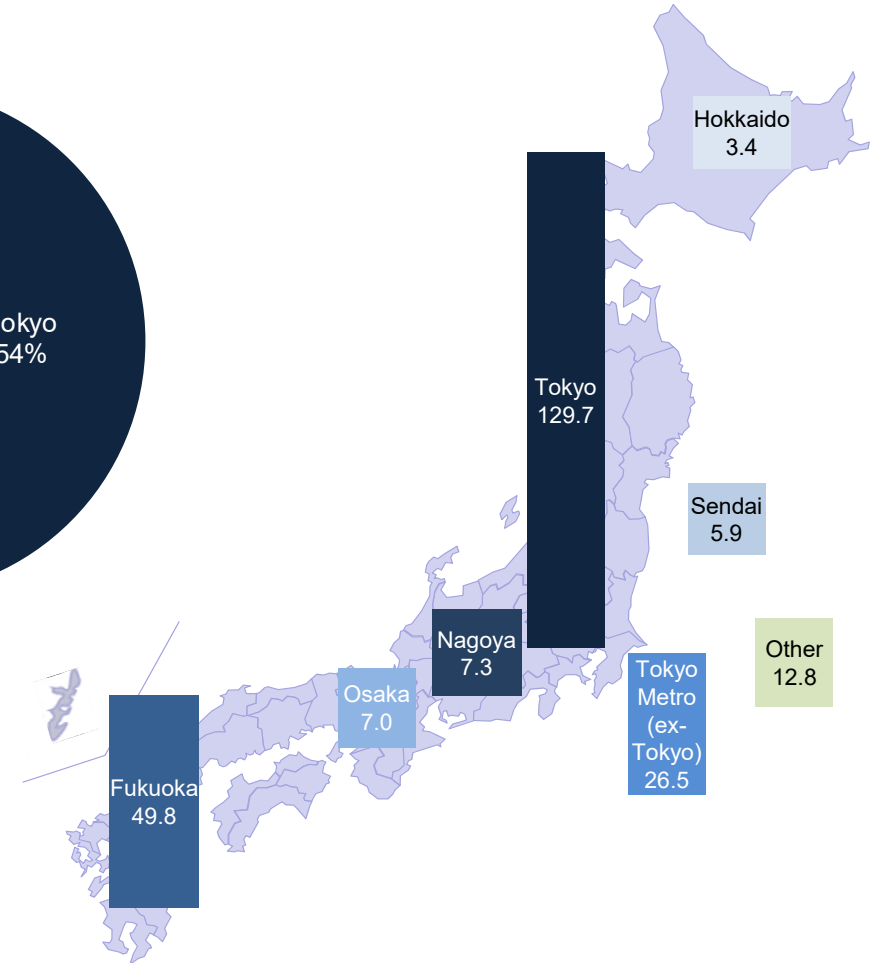 Hokkaido
3.4
54%
Tokyo
129.7
Sendai
5.9
Nagoya
7.3
Other
12.8
Osaka
7.0
Tokyo
Metro
(ex-
Tokyo)
26.5
Fukuoka
49.8